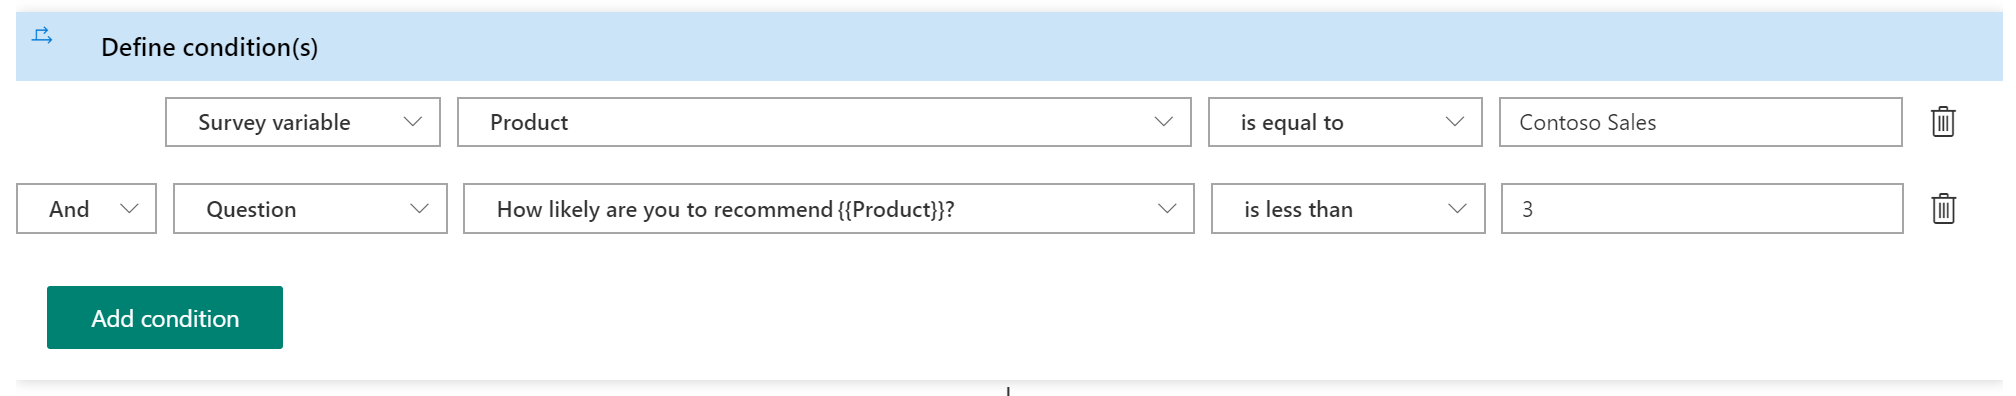 Define condition(s)
Survey variable Product is equal to Contoso Sales
And Question How likely are you to recommend {{Product}}? is less than 3
Add condition